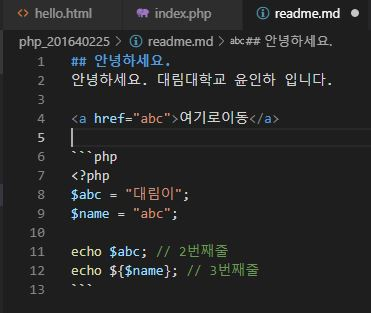 hello.html index.php readme.md
php_201640225 > readme.md > abc ## 안녕하세요.
1 ## 안녕하세요.
2 안녕하세요. 대림대학교 윤인하 입니다.
3
4 <a href="abc">여기로이동</a>
5
6 ```php
7 <?php
8 $abc = "대림이";
9 $name = "abc";
10
11 echo $abc; // 2번째줄
12 echo ${$name}; // 3번째줄
13 ```